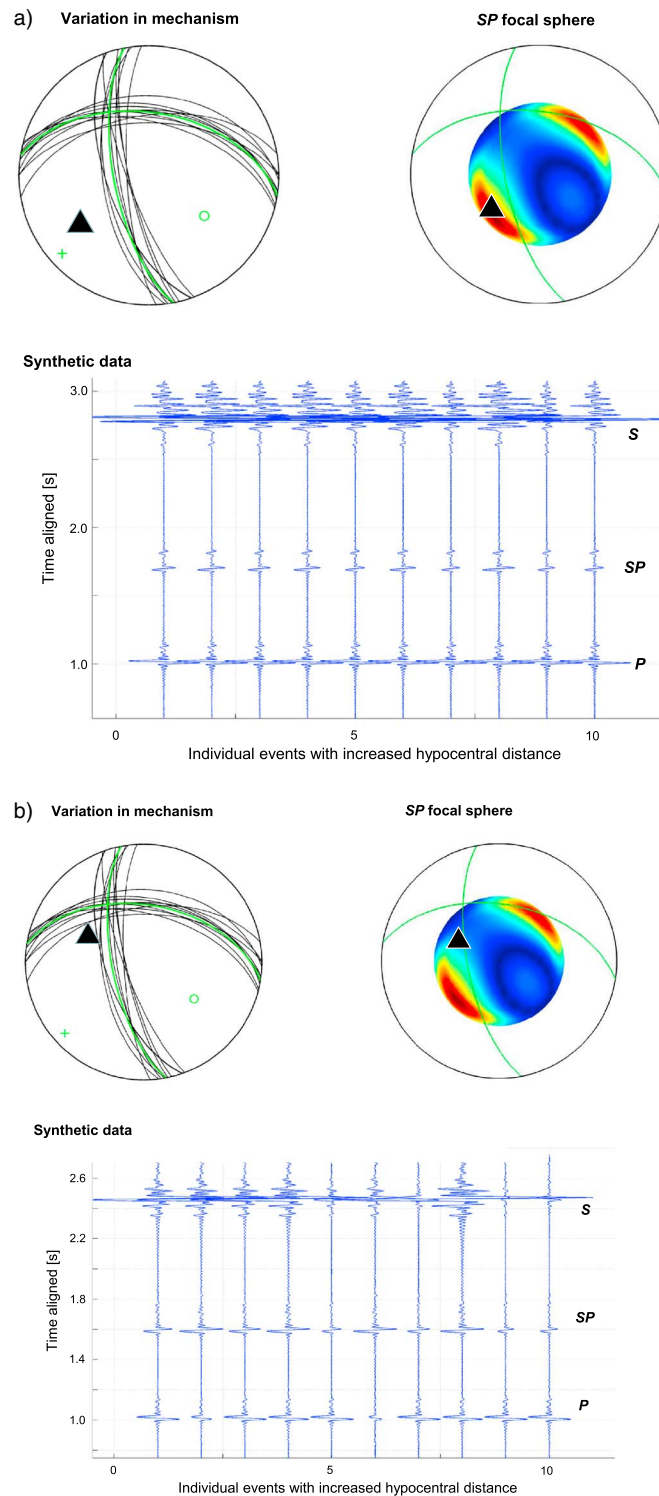 a)
Variation in mechanism
SP focal sphere
Synthetic data
3.0
S
2.0
SP
1.0
P
Time aligned [s]
0 5 10
Individual events with increased hypocentral distance
b)
Variation in mechanism
SP focal sphere
Synthetic data
2.6
S
2.2
1.8
SP
1.4
P
1.0
Time aligned [s]
0 5 10
Individual events with increased hypocentral distance